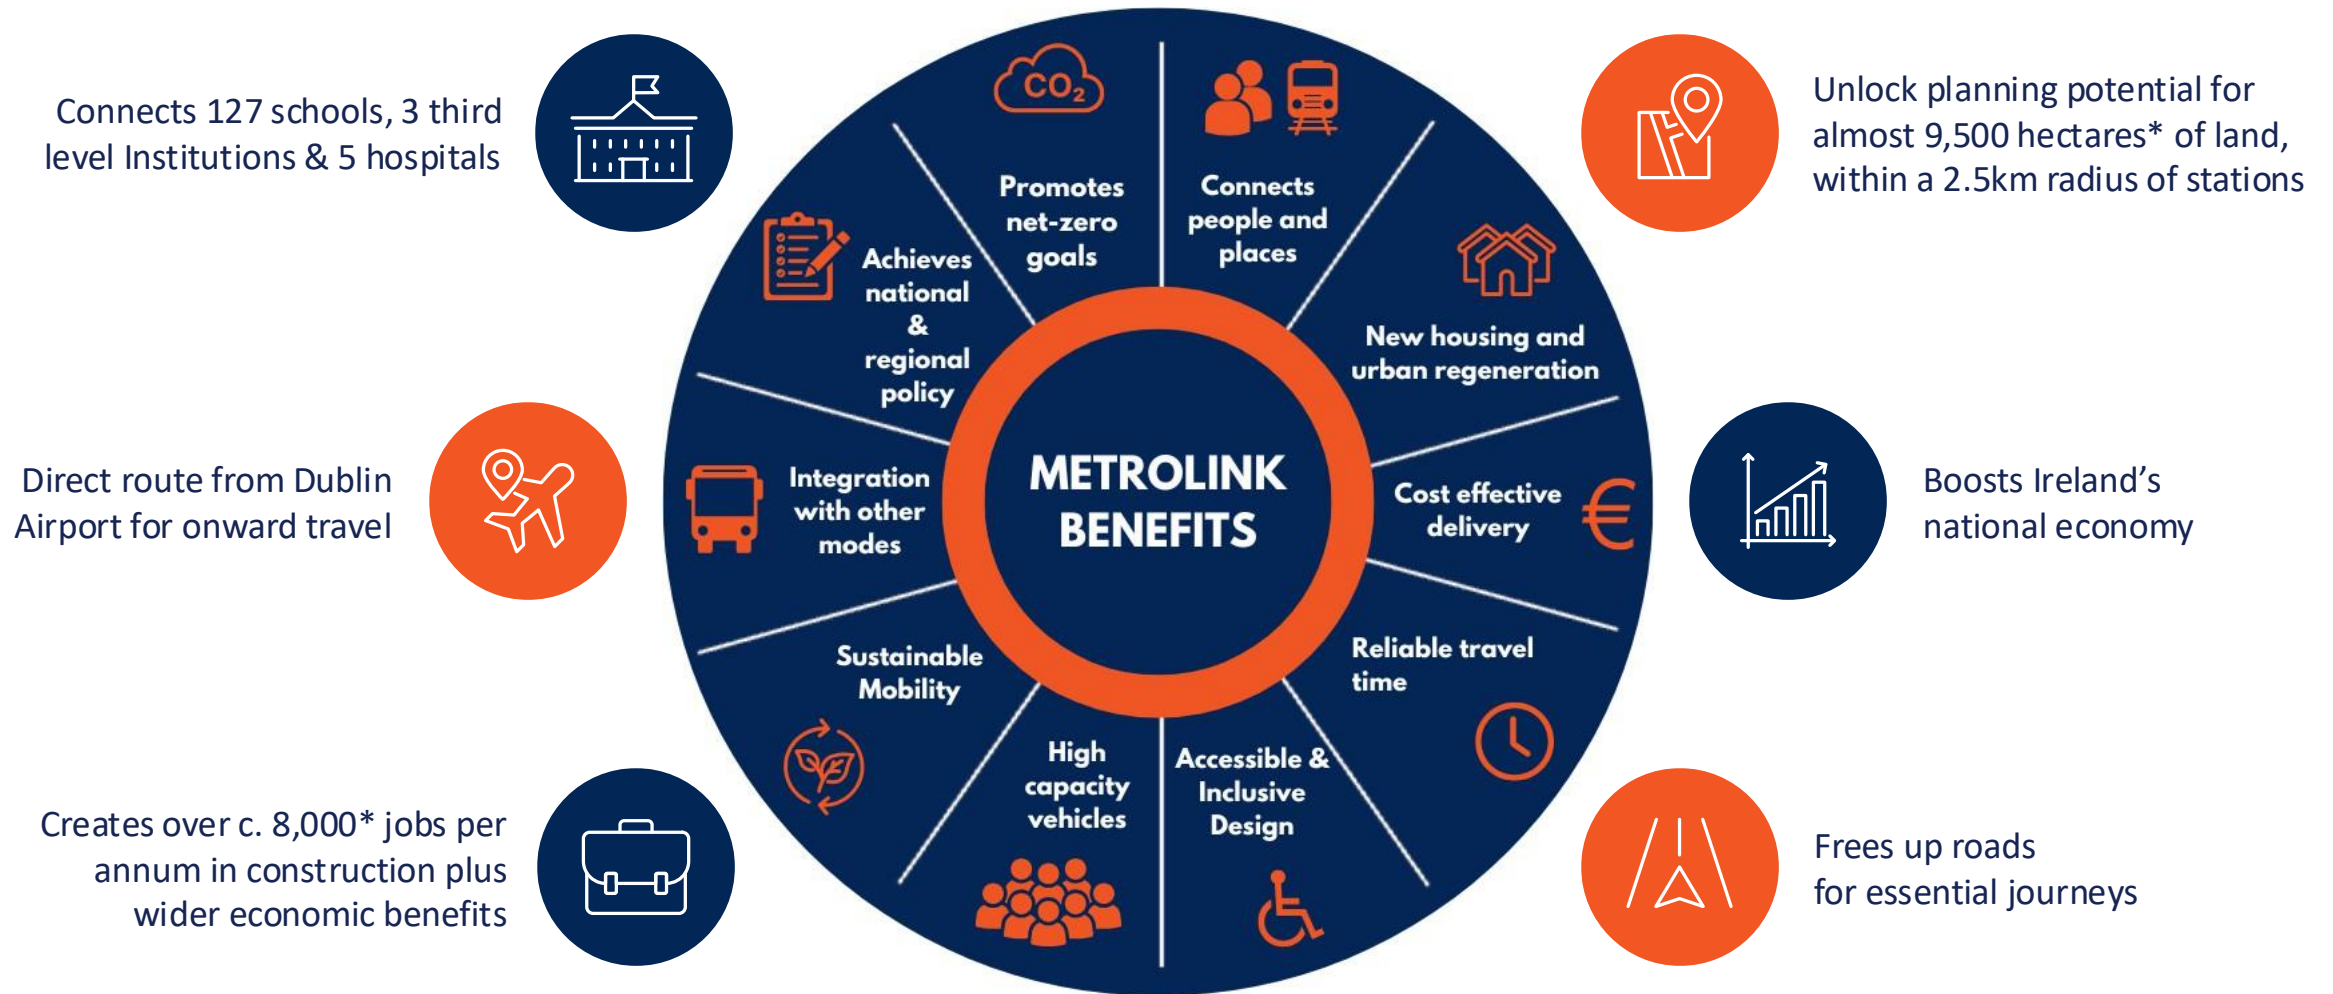 Connects 127 schools, 3 third
level Institutions & 5 hospitals
Direct route from Dublin
Airport for onward travel
Creates over c. 8,000* jobs per
annum in construction plus
wider economic benefits
METROLINK
BENEFITS
CO₂
Promotes
net-zero
goals
Connects
people and
places
New housing and
urban regeneration
Cost effective
delivery
€
Reliable travel
time
Accessible &
Inclusive
Design
High
capacity
vehicles
Sustainable
Mobility
Integration
with other
modes
Achieves
national
&
regional
policy
Unlock planning potential for
almost 9,500 hectares* of land,
within a 2.5km radius of stations
Boosts Ireland’s
national economy
Frees up roads
for essential journeys